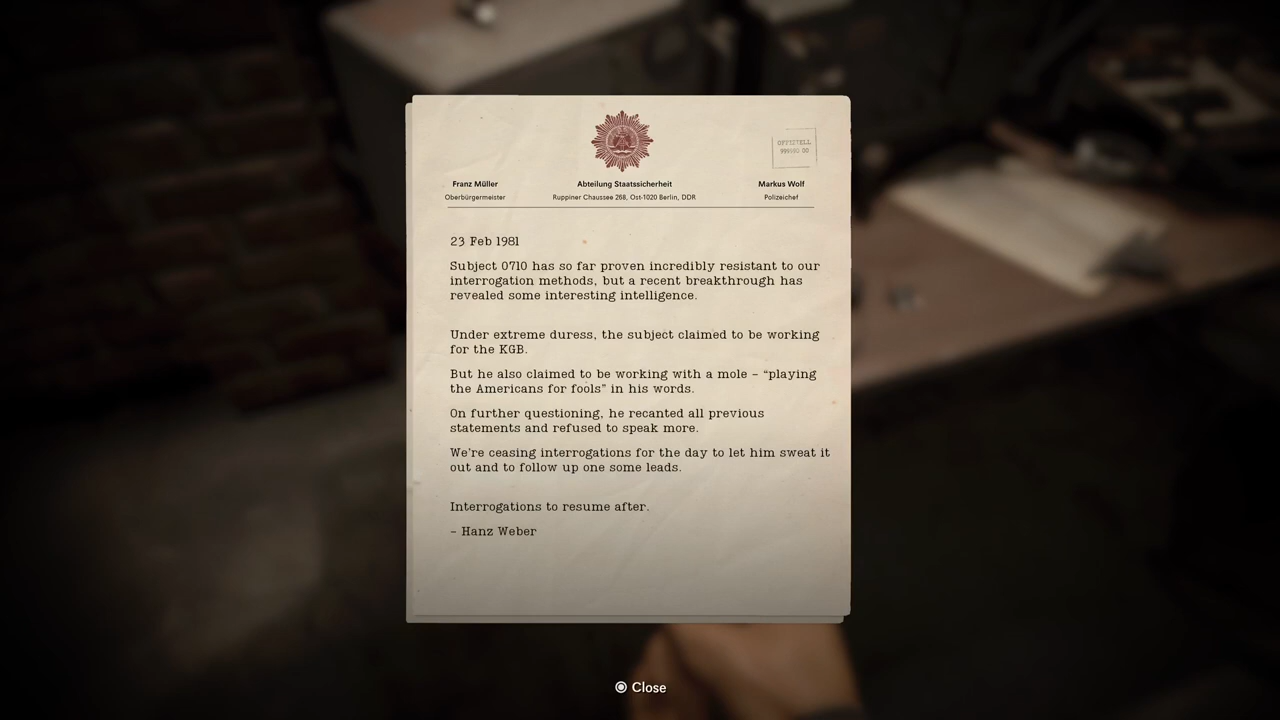 OFFIZIELL
Franz Müller
Abteilung Staatssicherheit
Markus Wolf
Oberbürgermeister
Ruppiner Chaussee 268, Ost-1020 Berlin, DDR
Polizeichef
23 Feb 1981
Subject 0710 has so far proven incredibly resistant to our
interrogation methods, but a recent breakthrough has
revealed some interesting intelligence.
Under extreme duress, the subject claimed to be working
for the KGB.
But he also claimed to be working with a mole – “playing
the Americans for fools” in his words.
On further questioning, he recanted all previous
statements and refused to speak more.
We’re ceasing interrogations for the day to let him sweat it
out and to follow up one some leads.
Interrogations to resume after.
– Hanz Weber
Close